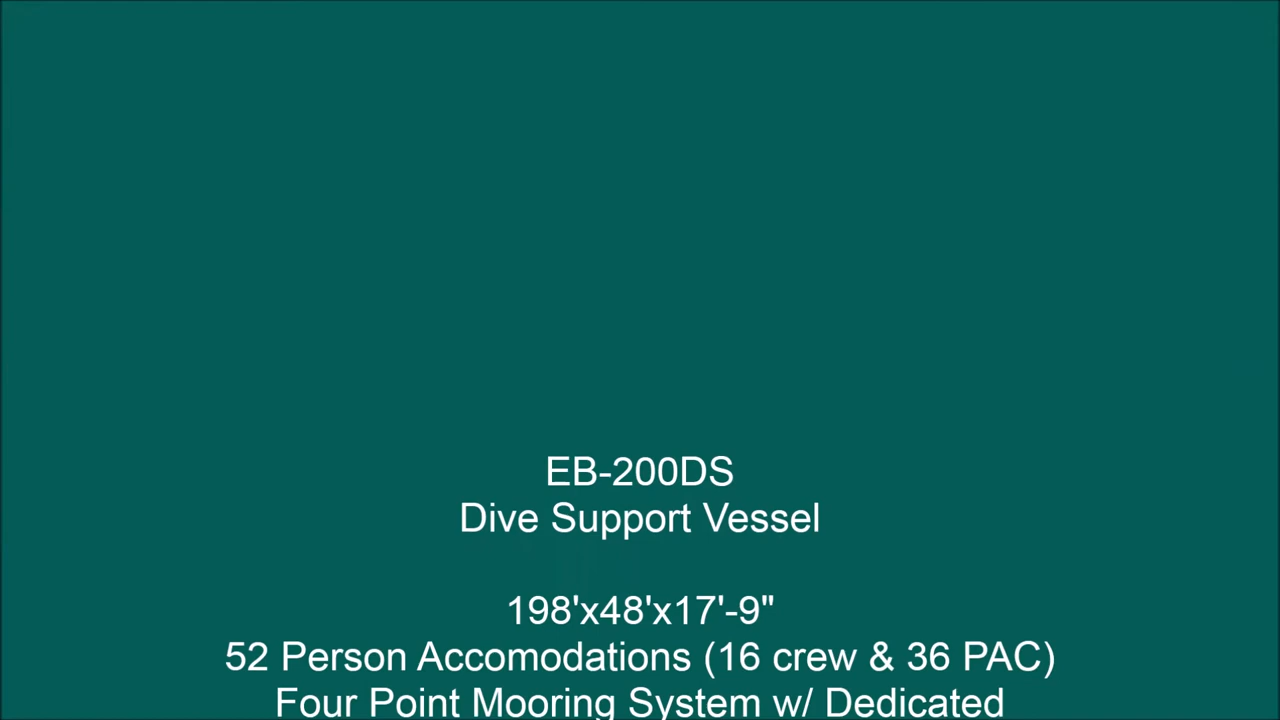 EB-200DS
Dive Support Vessel
198'x48'x17'-9"
52 Person Accomodations (16 crew & 36 PAC)
Four Point Mooring System w/ Dedicated